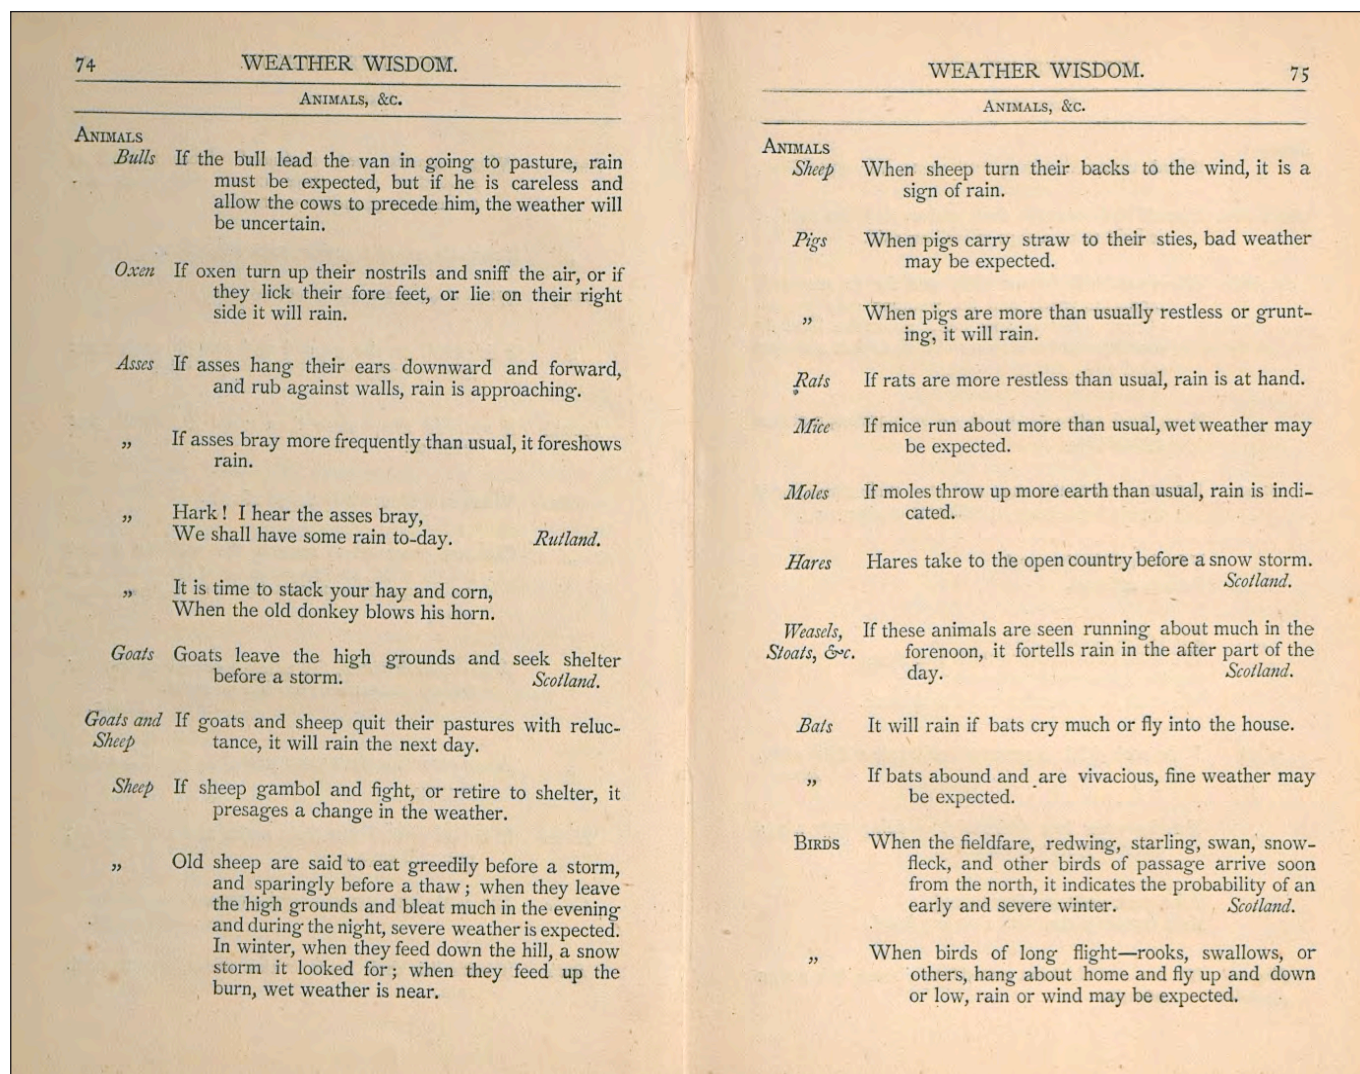 74 WEATHER WISDOM.
ANIMALS, &C.
ANIMALS
Bulls If the bull lead the van in going to pasture, rain
must be expected, but if he is careless and
allow the cows to precede him, the weather will
be uncertain.
Oxen If oxen turn up their nostrils and sniff the air, or if
they lick their fore feet, or lie on their right
side it will rain.
Asses If asses hang their ears downward and forward,
and rub against walls, rain is approaching.
„ If asses bray more frequently than usual, it foreshows
rain.
„ Hark! I hear the asses bray,
We shall have some rain to-day. Rutland.
„ It is time to stack your hay and corn,
When the old donkey blows his horn.
Goats Goats leave the high grounds and seek shelter
before a storm. Scotland.
Goats and If goats and sheep quit their pastures with reluc-
Sheep tance, it will rain the next day.
Sheep If sheep gambol and fight, or retire to shelter, it
presages a change in the weather.
„ Old sheep are said to eat greedily before a storm,
and sparingly before a thaw; when they leave
the high grounds and bleat much in the evening
and during the night, severe weather is expected.
In winter, when they feed down the hill, a snow
storm it looked for; when they feed up the
burn, wet weather is near.
WEATHER WISDOM. 75
ANIMALS, &C.
ANIMALS
Sheep When sheep turn their backs to the wind, it is a
sign of rain.
Pigs When pigs carry straw to their sties, bad weather
may be expected.
„ When pigs are more than usually restless or grunt-
ing, it will rain.
Rats If rats are more restless than usual, rain is at hand.
Mice If mice run about more than usual, wet weather may
be expected.
Moles If moles throw up more earth than usual, rain is indi-
cated.
Hares Hares take to the open country before a snow storm.
Scotland.
Weasels, If these animals are seen running about much in the
Stoats, &c. forenoon, it fortells rain in the after part of the
day. Scotland.
Bats It will rain if bats cry much or fly into the house.
„ If bats abound and are vivacious, fine weather may
be expected.
BIRDS When the fieldfare, redwing, starling, swan, snow-
fleck, and other birds of passage arrive soon
from the north, it indicates the probability of an
early and severe winter. Scotland.
„ When birds of long flight—rooks, swallows, or
others, hang about home and fly up and down
or low, rain or wind may be expected.